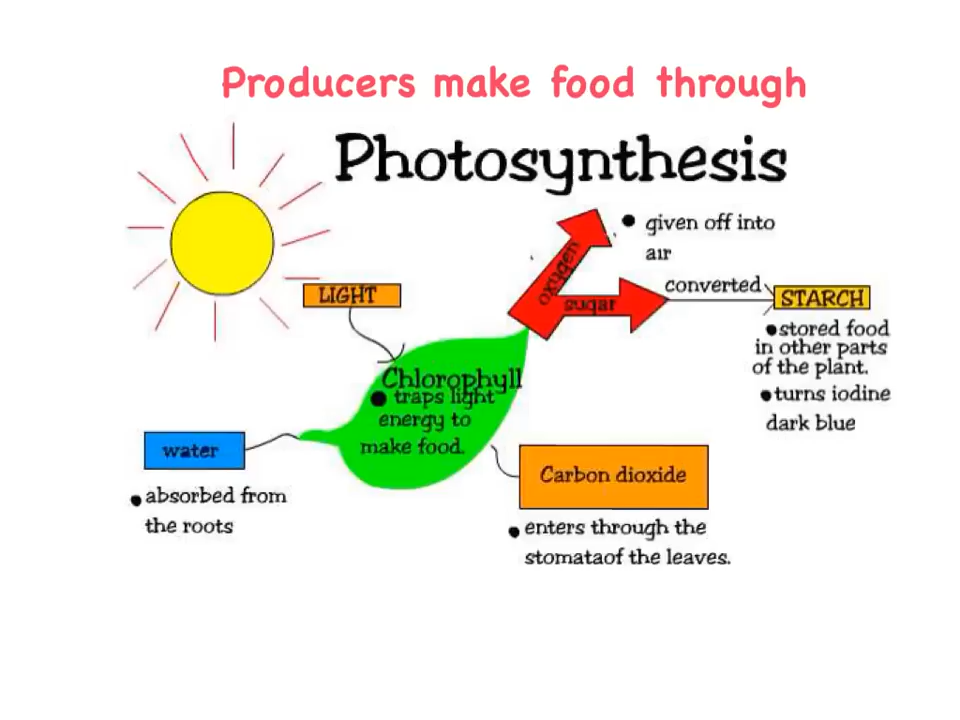 Producers make food through
Photosynthesis
● given off into
air
oxygen
sugar
converted
STARCH
●stored food
in other parts
of the plant.
●turns iodine
dark blue
LIGHT
Chlorophyll
● traps light
energy to
make food.
water
●absorbed from
the roots
Carbon dioxide
●enters through the
stomataof the leaves.